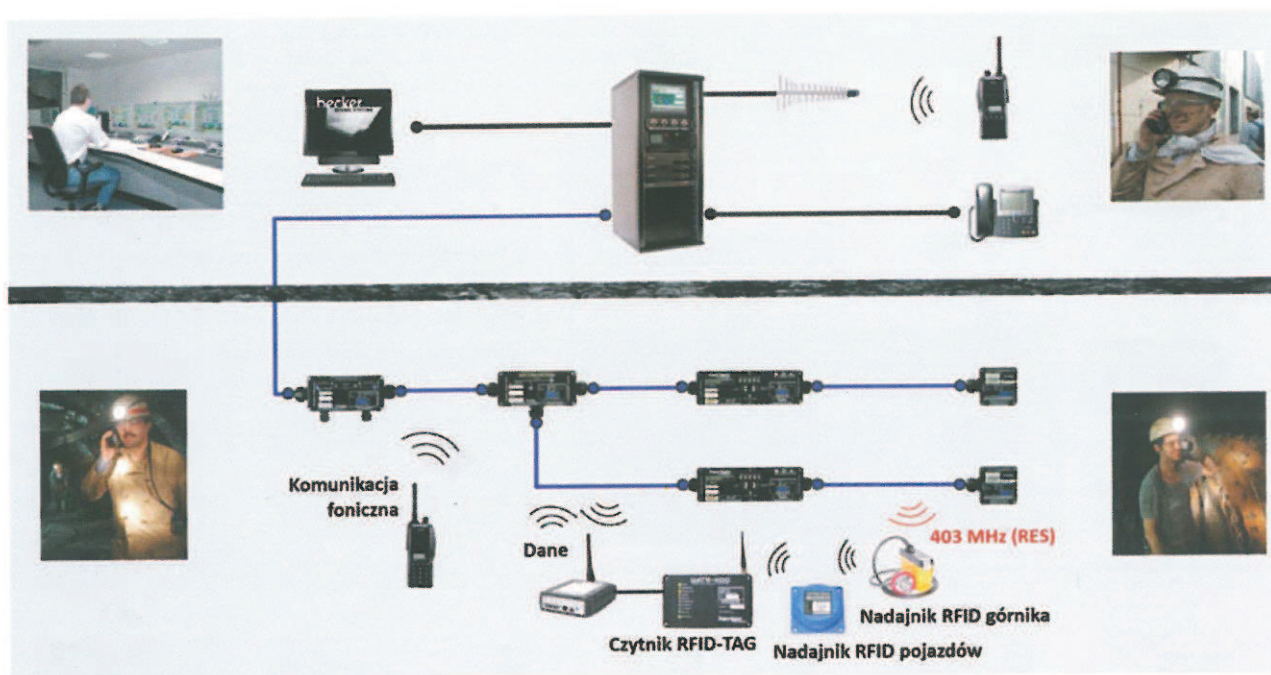 becker
Komunikacja
foniczna
Dane
403 MHz (RES)
Nadajnik RFID górnika
Czytnik RFID-TAG
Nadajnik RFID pojazdów